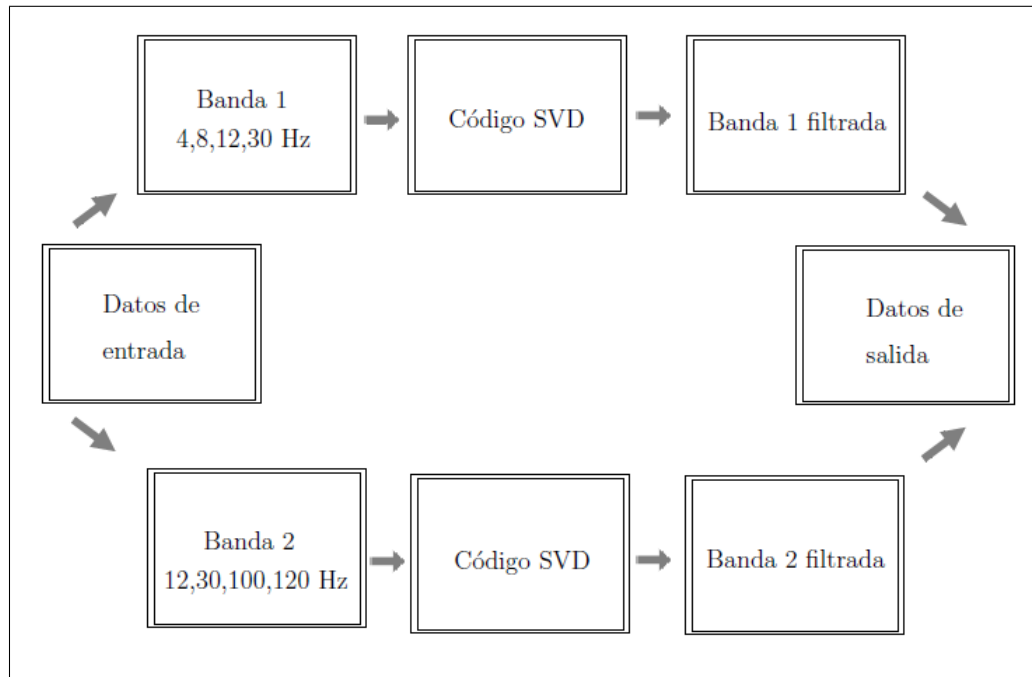 Banda 1
4,8,12,30 Hz
Código SVD
Banda 1 filtrada
Datos de
entrada
Datos de
salida
Banda 2
12,30,100,120 Hz
Código SVD
Banda 2 filtrada